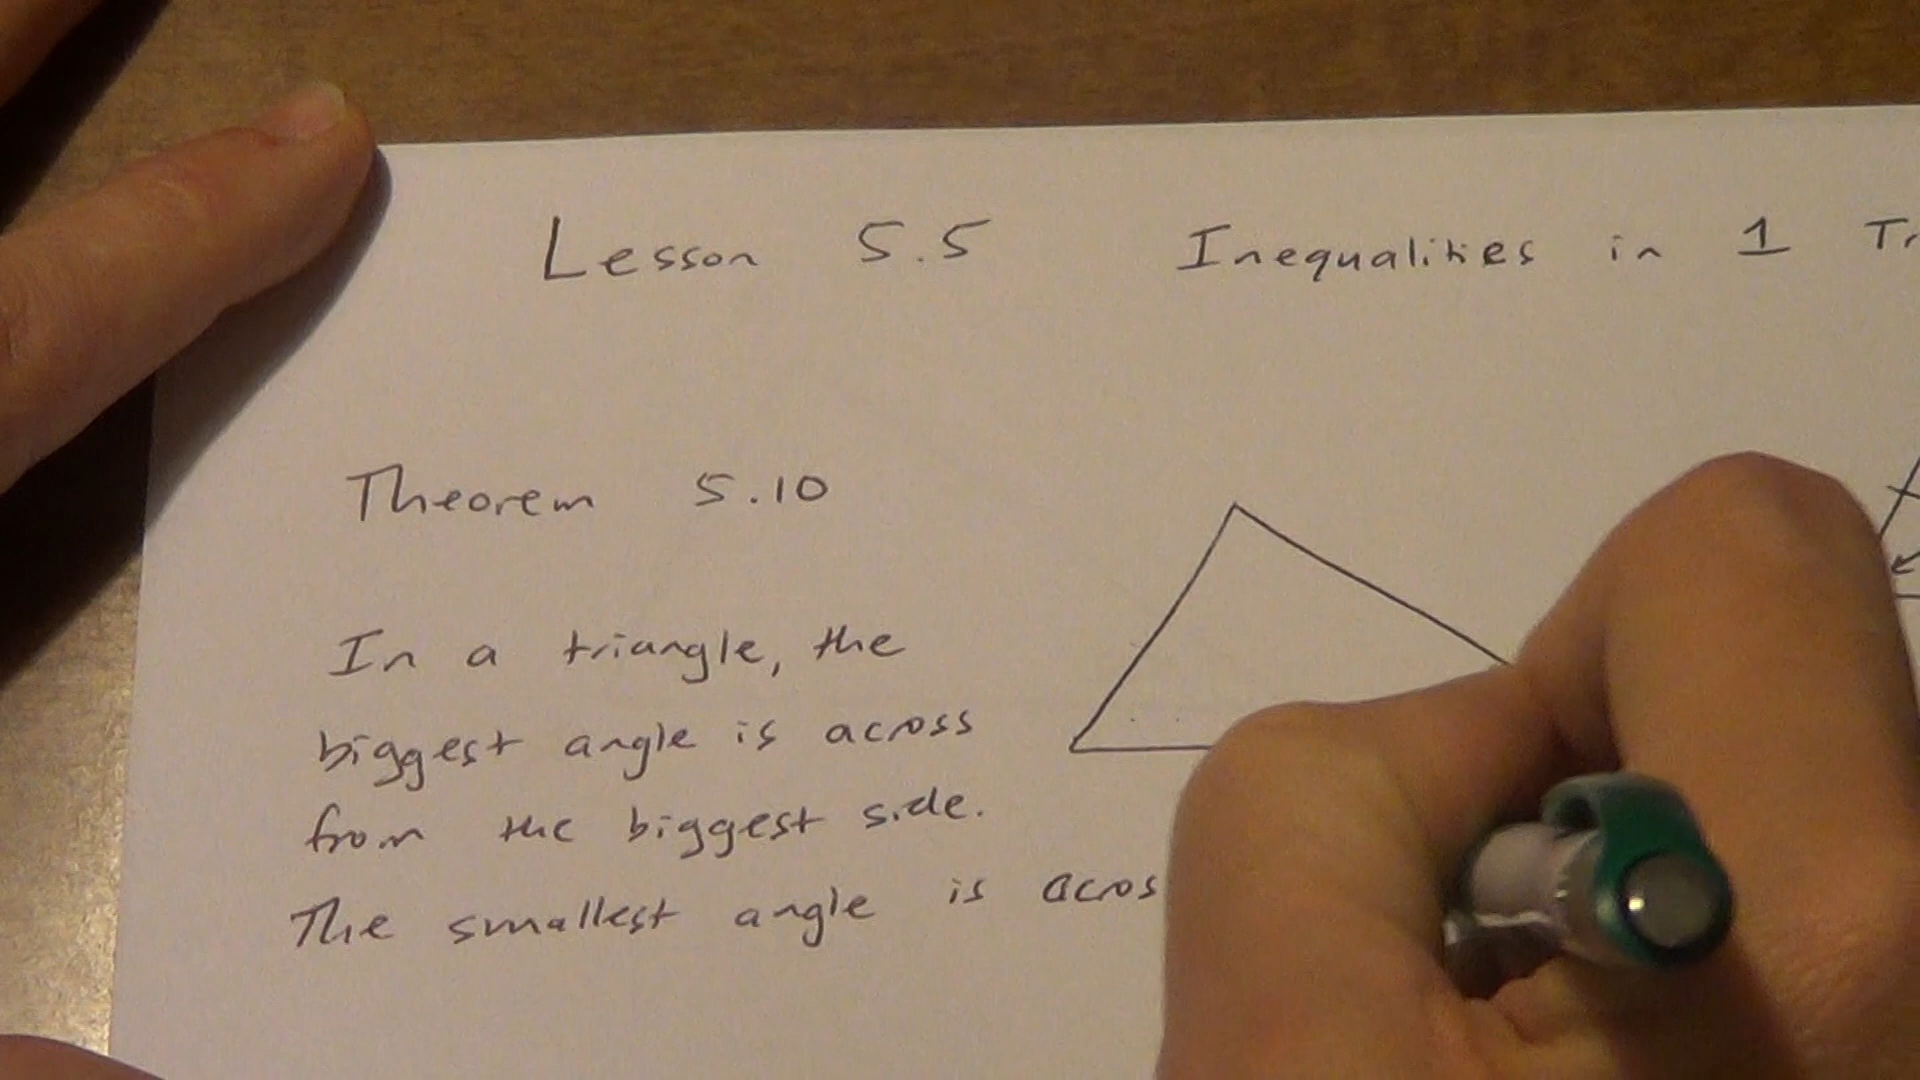 Lesson 5.5 Inequalities in 1 Tr
Theorem 5.10
In a triangle, the
biggest angle is across
from the biggest side.
The smallest angle is acros